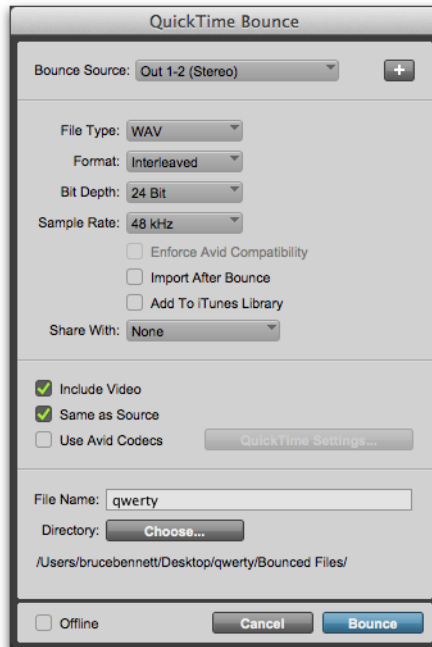 QuickTime Bounce
Bounce Source: Out 1-2 (Stereo) +
File Type: WAV
Format: Interleaved
Bit Depth: 24 Bit
Sample Rate: 48 kHz
Enforce Avid Compatibility
Import After Bounce
Add To iTunes Library
Share With: None
Include Video
Same as Source
Use Avid Codecs QuickTime Settings...
File Name: qwerty
Directory: Choose...
/Users/brucebennett/Desktop/qwerty/Bounced Files/
Offline Cancel Bounce